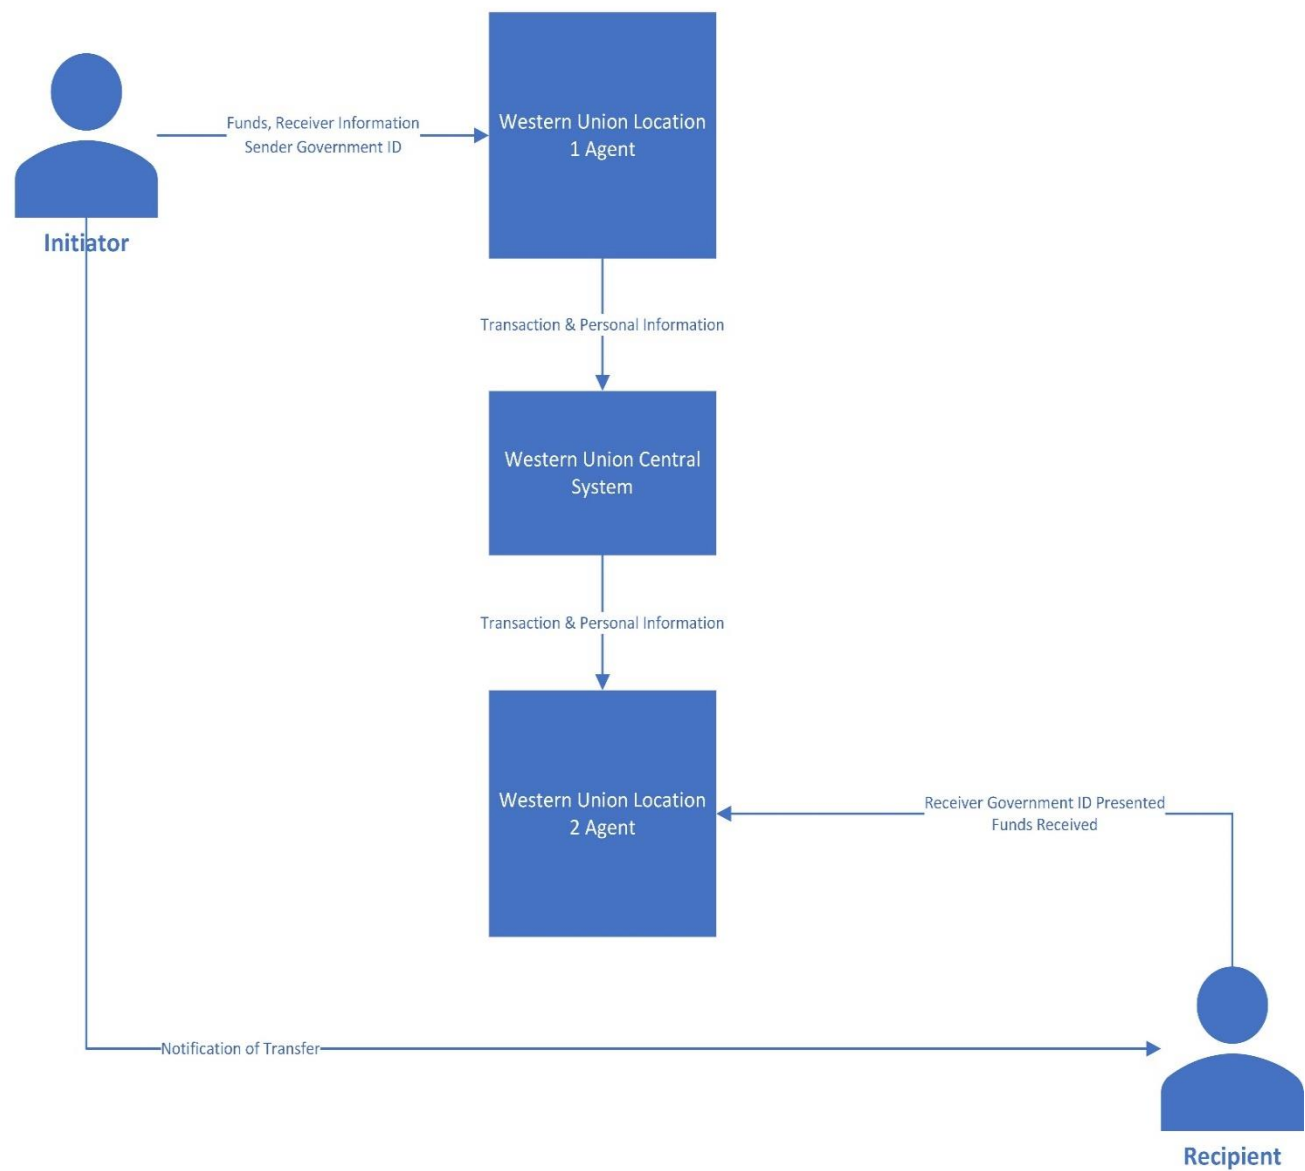 Funds, Receiver Information
Sender Government ID
Western Union Location
1 Agent
Initiator
Transaction & Personal Information
Western Union Central
System
Transaction & Personal Information
Western Union Location
2 Agent
Receiver Government ID Presented
Funds Received
Notification of Transfer
Recipient